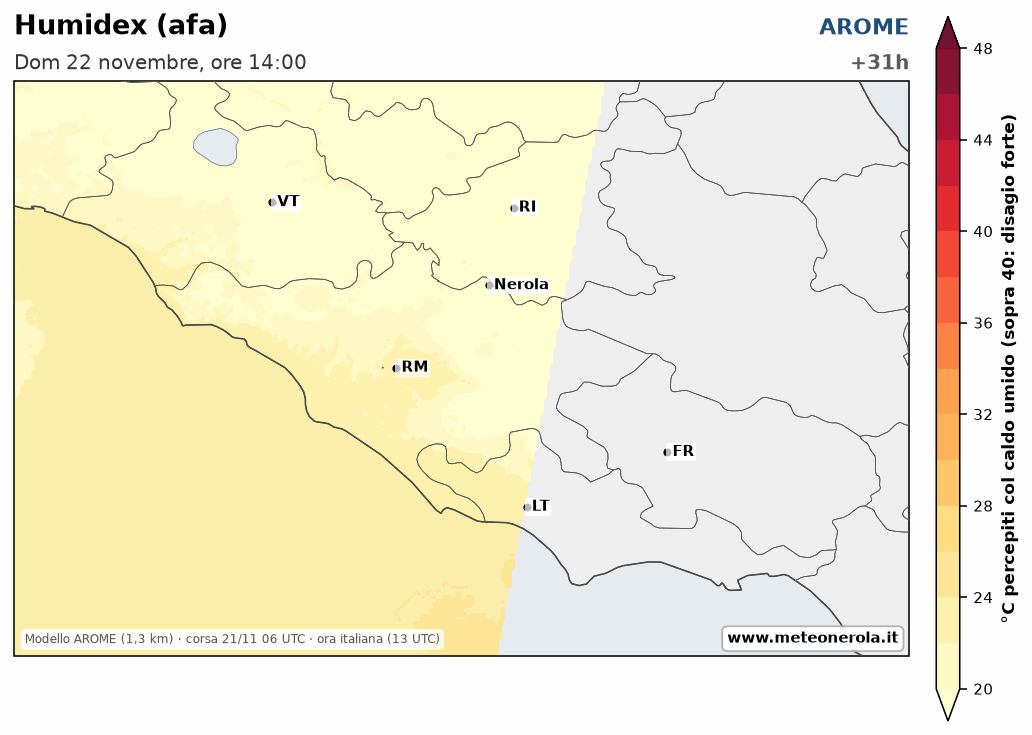 Humidex (afa)
AROME
Dom 22 novembre, ore 14:00
+31h
VT
RI
Nerola
RM
FR
LT
Modello AROME (1,3 km) · corsa 21/11 06 UTC · ora italiana (13 UTC)
www.meteonerola.it
48
44
40
36
32
28
24
20
°C percepiti col caldo umido (sopra 40: disagio forte)